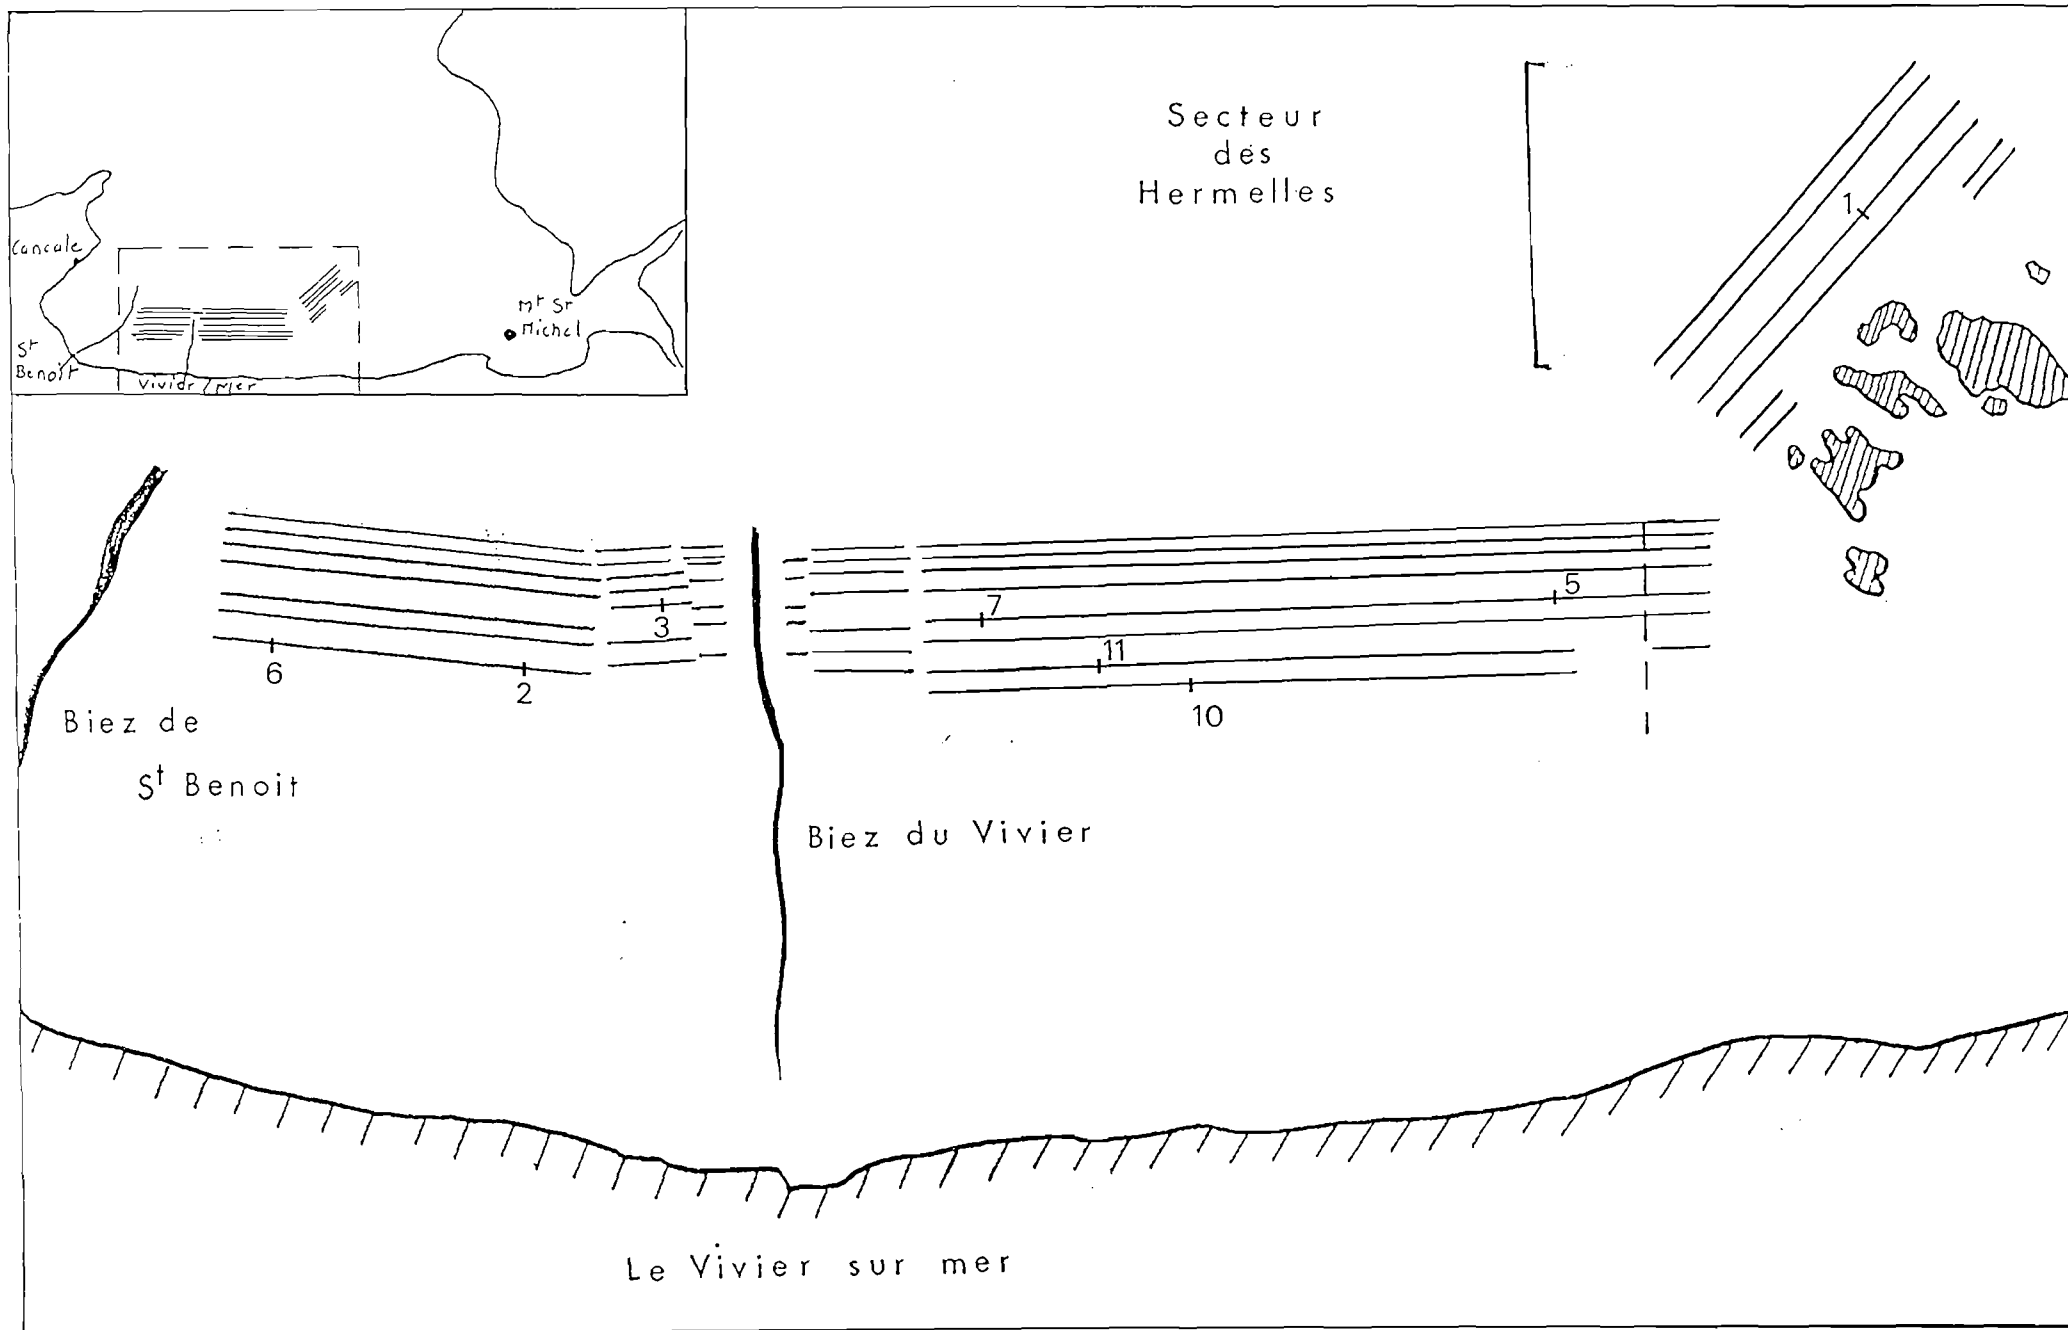 Secteur
des
Hermelles
Cancale
St
Benoit
Mt St
Michel
Vivier / Mer
1
5
7
3
11
6
2
10
Biez de
St Benoit
Biez du Vivier
Le Vivier sur mer